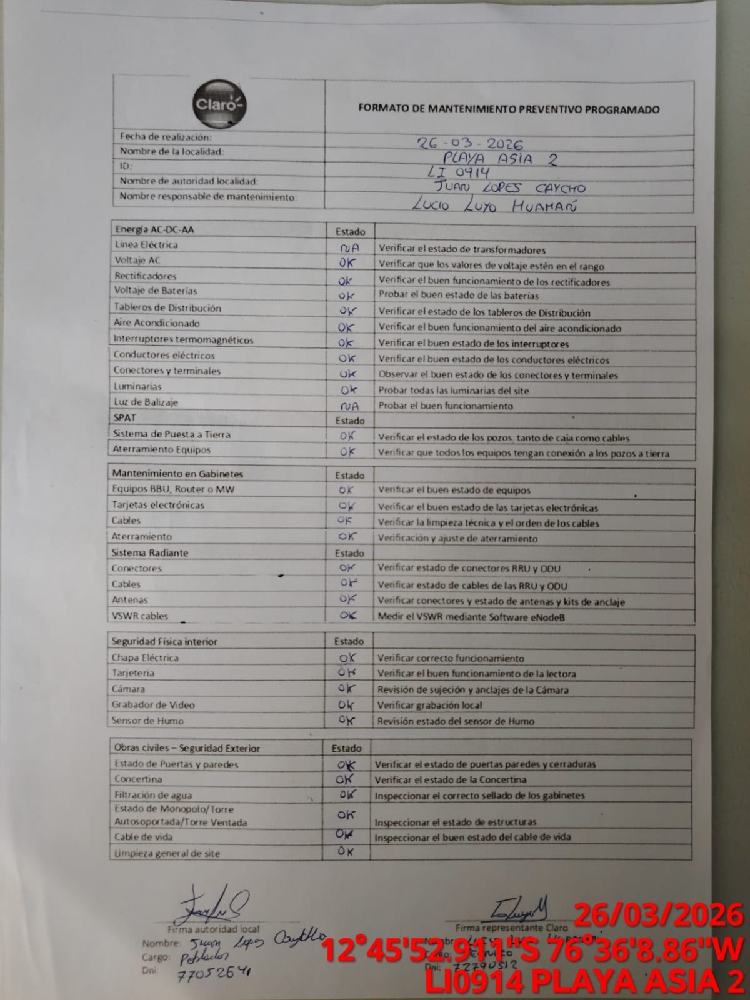 Claro
FORMATO DE MANTENIMIENTO PREVENTIVO PROGRAMADO
Fecha de realización: 26-03-2026
Nombre de la localidad: PLAYA ASIA 2
ID: LI 0914
Nombre de autoridad localidad: JUAN LOPES CAYCHO
Nombre responsable de mantenimiento: LUCIO LUYO HUAMAÑ
Energía AC-DC-AA Estado
Línea Eléctrica NA Verificar el estado de transformadores
Voltaje AC OK Verificar que los valores de voltaje estén en el rango
Rectificadores Ok Verificar el buen funcionamiento de los rectificadores
Voltaje de Baterías OK Probar el buen estado de las baterías
Tableros de Distribución OK Verificar el estado de los tableros de Distribución
Aire Acondicionado OK Verificar el buen funcionamiento del aire acondicionado
Interruptores termomagnéticos OK Verificar el buen estado de los interruptores
Conductores eléctricos OK Verificar el buen estado de los conductores eléctricos
Conectores y terminales OK Observar el buen estado de los conectores y terminales
Luminarias OK Probar todas las luminarias del site
Luz de Balizaje NA Probar el buen funcionamiento
SPAT Estado
Sistema de Puesta a Tierra OK Verificar el estado de los pozos, tanto de caja como cables
Aterramiento Equipos OK Verificar que todos los equipos tengan conexión a los pozos a tierra
Mantenimiento en Gabinetes Estado
Equipos BBU, Router o MW OK Verificar el buen estado de equipos
Tarjetas electrónicas OK Verificar el buen estado de las tarjetas electrónicas
Cables OK Verificar la limpieza técnica y el orden de los cables
Aterramiento OK Verificación y ajuste de aterramiento
Sistema Radiante Estado
Conectores OK Verificar estado de conectores RRU y ODU
Cables OK Verificar estado de cables de las RRU y ODU
Antenas OK Verificar conectores y estado de antenas y kits de anclaje
VSWR cables OK Medir el VSWR mediante Software eNodeB
Seguridad Física interior Estado
Chapa Eléctrica OK Verificar correcto funcionamiento
Tarjeteria OK Verificar el buen funcionamiento de la lectora
Cámara OK Revisión de sujeción y anclajes de la Cámara
Grabador de Video OK Verificar grabación local
Sensor de Humo OK Revisión estado del sensor de Humo
Obras civiles – Seguridad Exterior Estado
Estado de Puertas y paredes OK Verificar el estado de puertas paredes y cerraduras
Concertina OK Verificar el estado de la Concertina
Filtración de agua OK Inspeccionar el correcto sellado de los gabinetes
Estado de Monopolo/Torre
Autosoportada/Torre Ventada OK Inspeccionar el estado de estructuras
Cable de vida OK Inspeccionar el buen estado del cable de vida
Limpieza general de site OK
Firma autoridad local
Nombre: Juan Lopes
Cargo: Poblador
Dni: 77052641
Firma representante Claro
Dni: 72790512
26/03/2026
12°45'52.911"S 76°36'8.86"W
LI0914 PLAYA ASIA 2